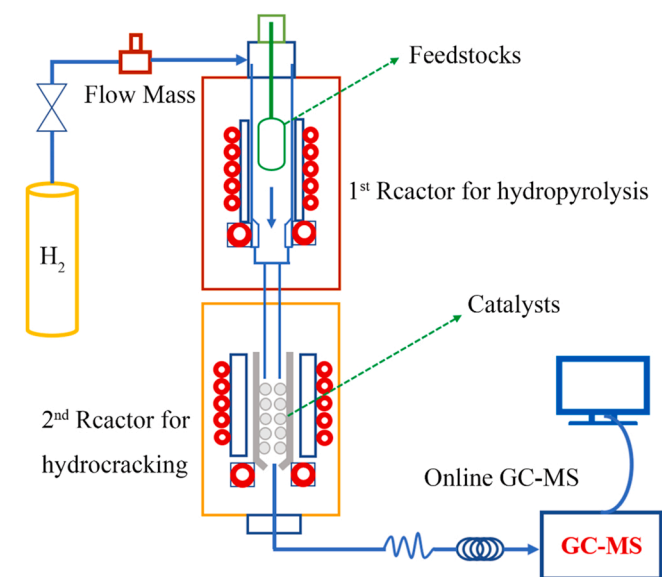 Feedstocks
Flow Mass
1st Rcactor for hydropyrolysis
H2
Catalysts
2nd Rcactor for
hydrocracking
Online GC-MS
GC-MS